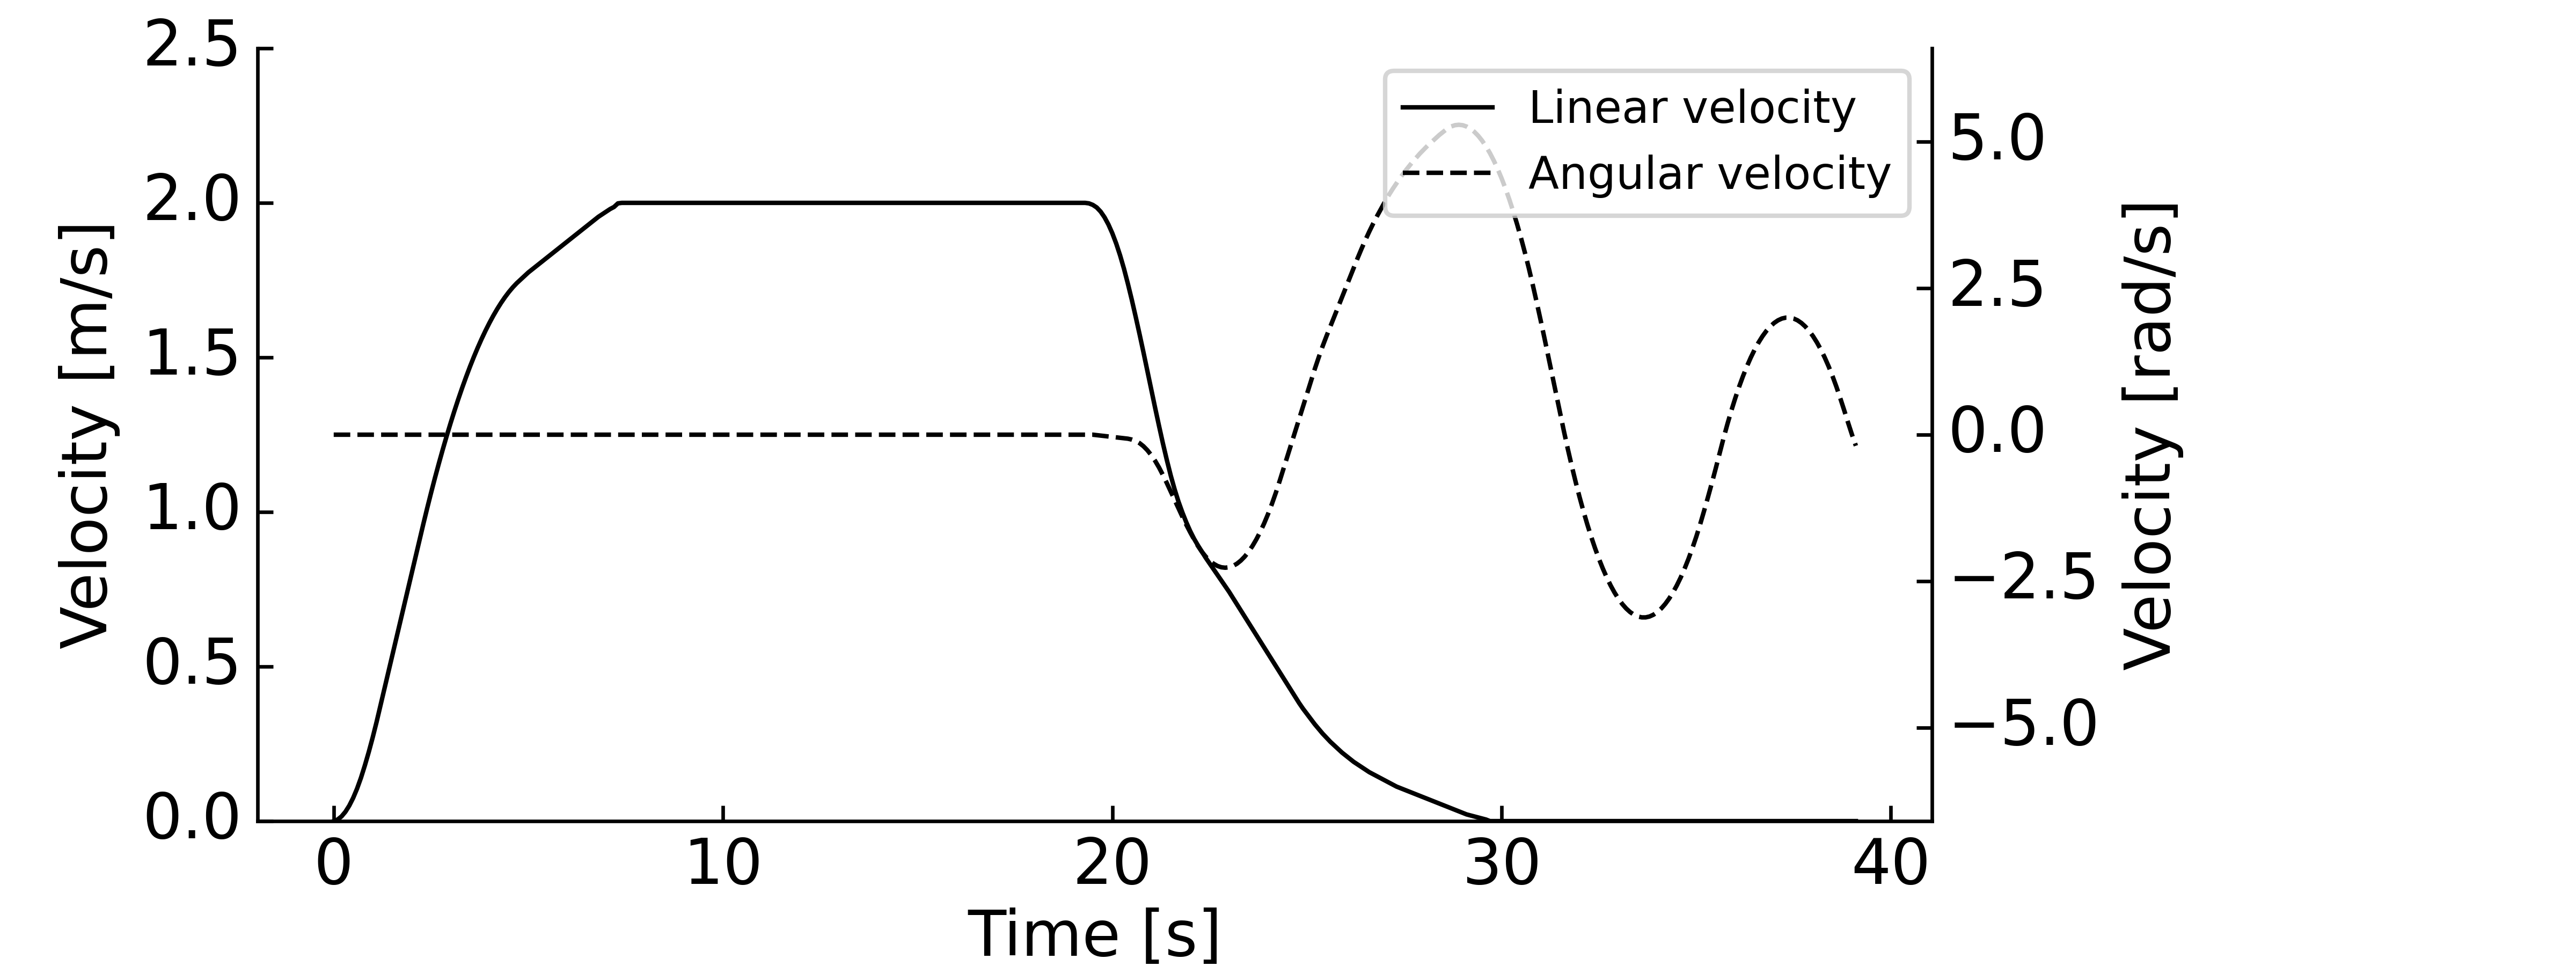 2.5
2.0
1.5
1.0
0.5
0.0
Velocity [m/s]
Linear velocity
Angular velocity
5.0
2.5
0.0
−2.5
−5.0
Velocity [rad/s]
0 10 20 30 40
Time [s]